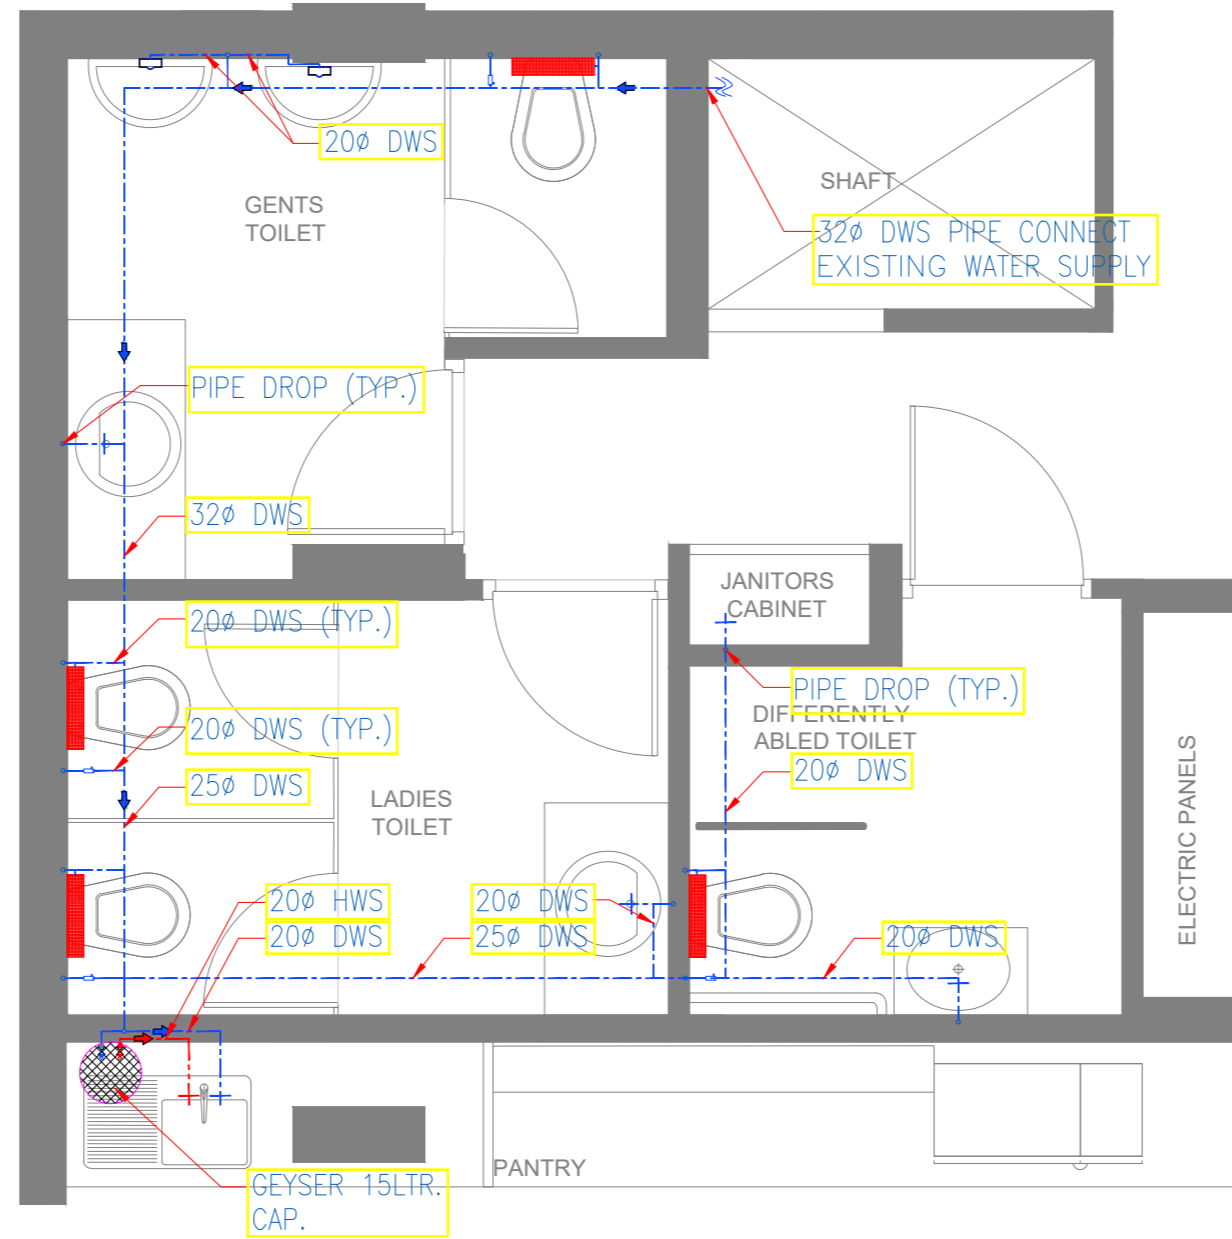 20ø DWS
GENTS
TOILET
SHAFT
32ø DWS PIPE CONNECT
EXISTING WATER SUPPLY
PIPE DROP (TYP.)
32ø DWS
JANITORS
CABINET
20ø DWS (TYP.)
PIPE DROP (TYP.)
DIFFERENTLY
ABLED TOILET
20ø DWS (TYP.)
20ø DWS
25ø DWS
LADIES
TOILET
ELECTRIC PANELS
20ø HWS
20ø DWS
20ø DWS
25ø DWS
20ø DWS
PANTRY
GEYSER 15LTR.
CAP.